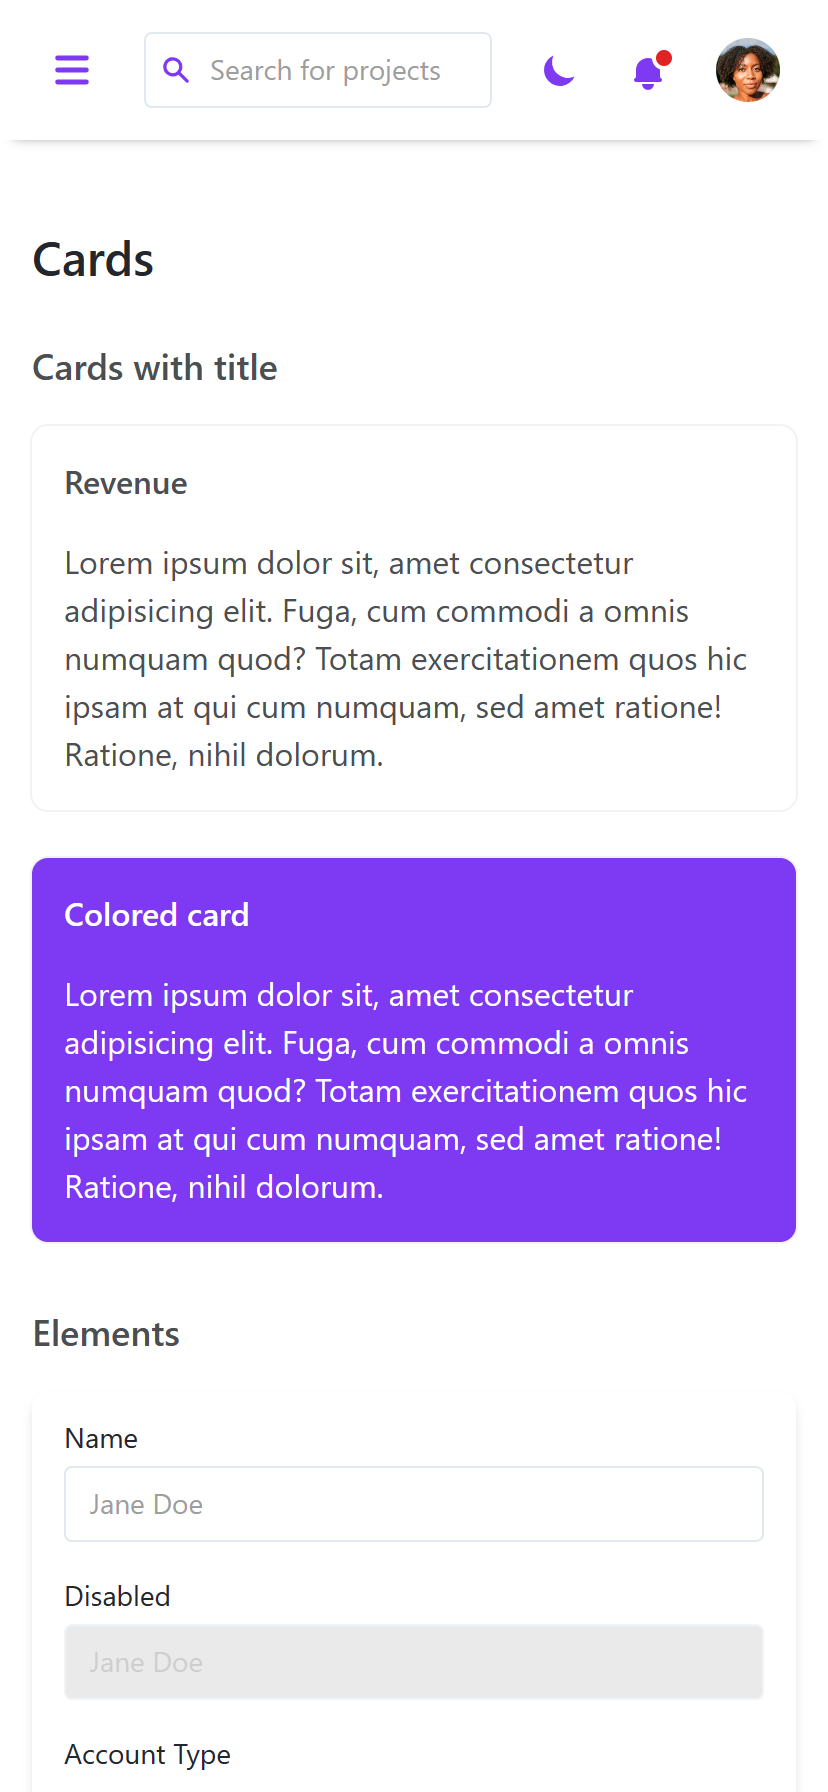 Search for projects
Cards
Cards with title
Revenue
Lorem ipsum dolor sit, amet consectetur
adipisicing elit. Fuga, cum commodi a omnis
numquam quod? Totam exercitationem quos hic
ipsam at qui cum numquam, sed amet ratione!
Ratione, nihil dolorum.
Colored card
Lorem ipsum dolor sit, amet consectetur
adipisicing elit. Fuga, cum commodi a omnis
numquam quod? Totam exercitationem quos hic
ipsam at qui cum numquam, sed amet ratione!
Ratione, nihil dolorum.
Elements
Name
Jane Doe
Disabled
Jane Doe
Account Type